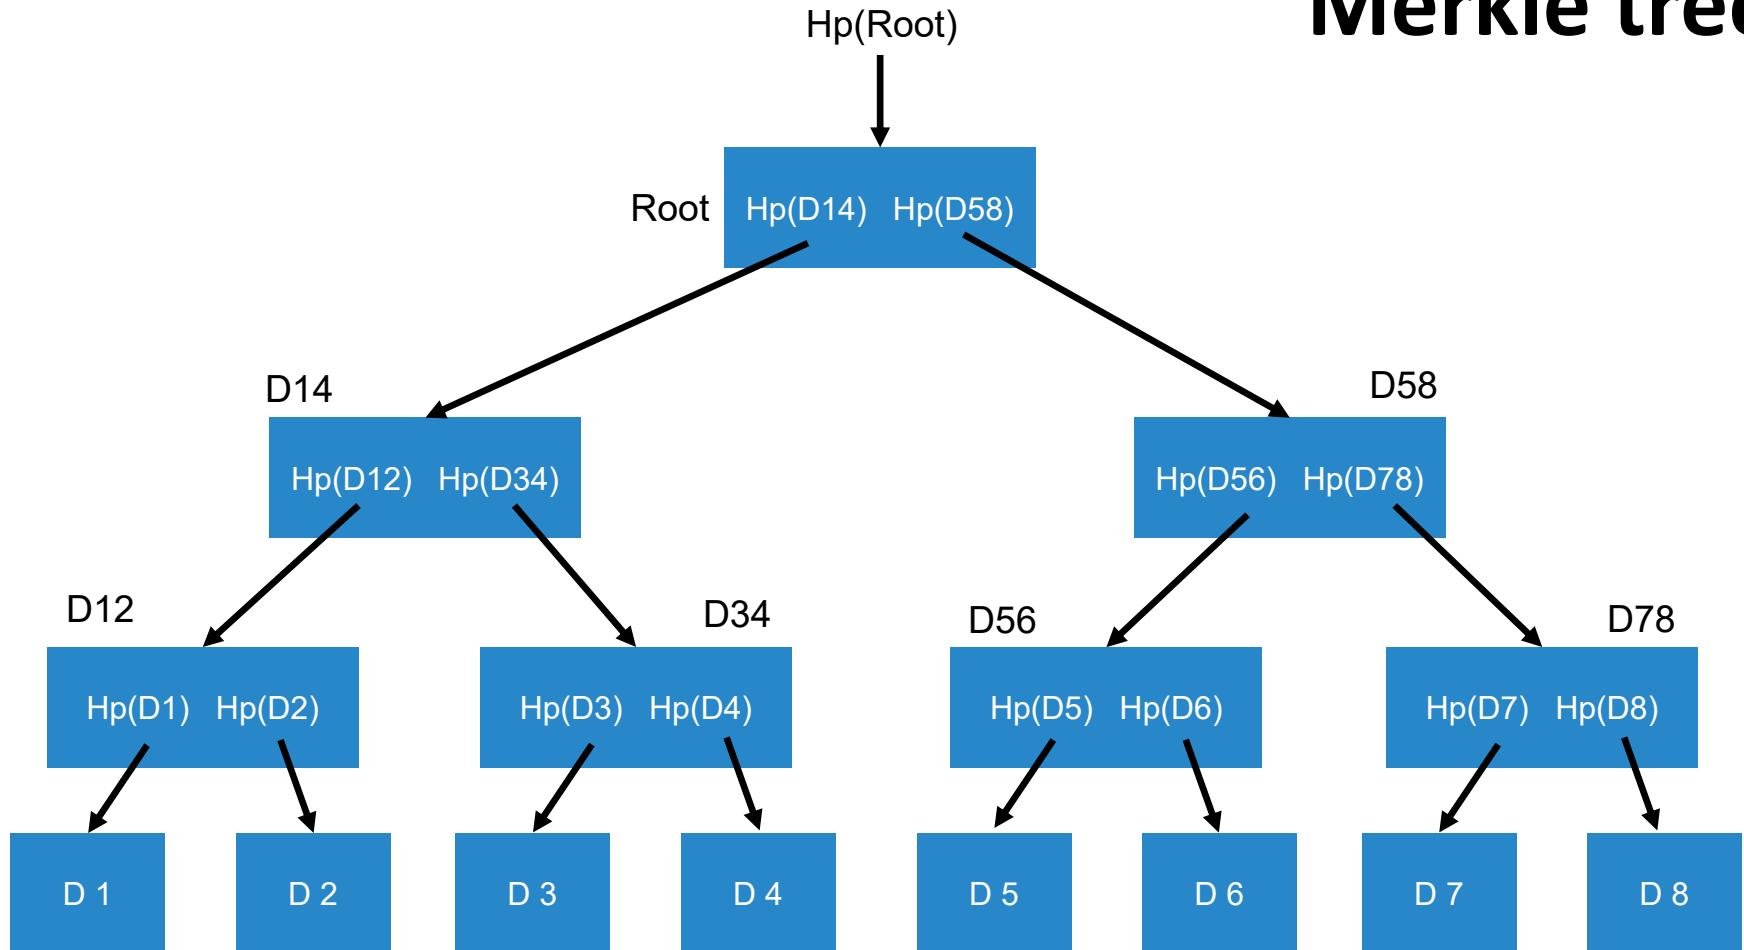 Merkle tree
Hp(Root)
Root
Hp(D14) Hp(D58)
D14
D58
Hp(D12) Hp(D34)
Hp(D56) Hp(D78)
D12
D34
D56
D78
Hp(D1) Hp(D2)
Hp(D3) Hp(D4)
Hp(D5) Hp(D6)
Hp(D7) Hp(D8)
D 1
D 2
D 3
D 4
D 5
D 6
D 7
D 8